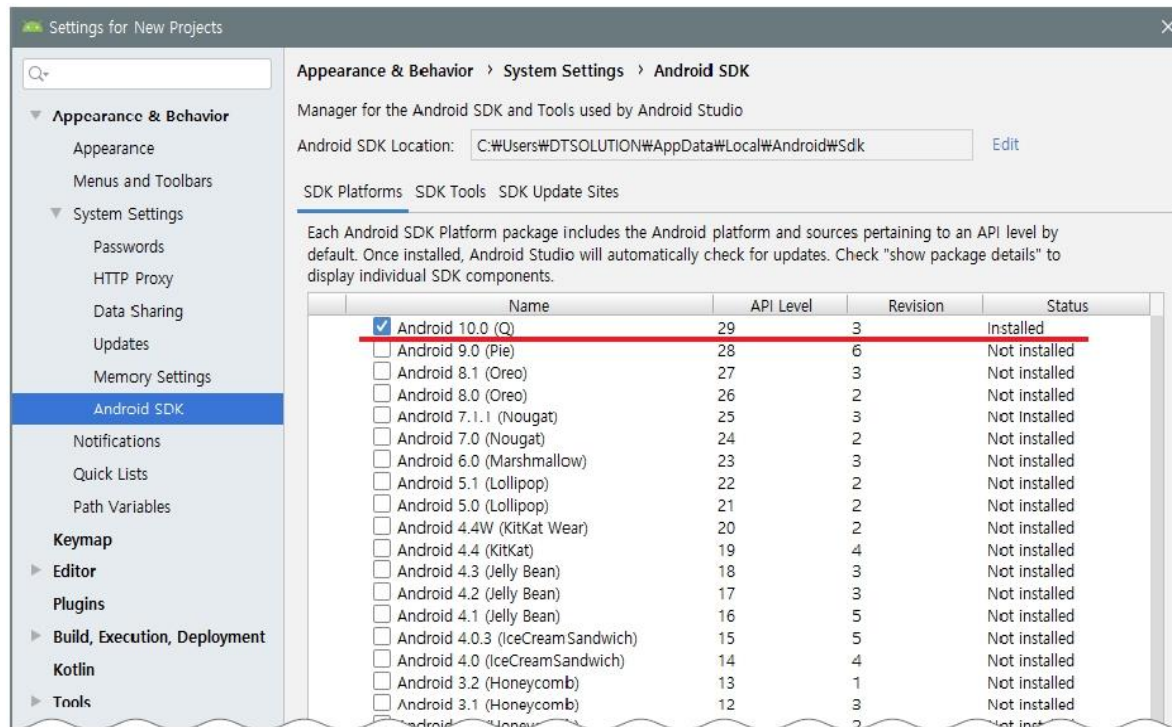 Settings for New Projects
Appearance & Behavior
Appearance
Menus and Toolbars
System Settings
Passwords
HTTP Proxy
Data Sharing
Updates
Memory Settings
Android SDK
Notifications
Quick Lists
Path Variables
Keymap
Editor
Plugins
Build, Execution, Deployment
Kotlin
Tools
Appearance & Behavior > System Settings > Android SDK
Manager for the Android SDK and Tools used by Android Studio
Android SDK Location: C:₩Users₩DTSOLUTION₩AppData₩Local₩Android₩Sdk Edit
SDK Platforms SDK Tools SDK Update Sites
Each Android SDK Platform package includes the Android platform and sources pertaining to an API level by
default. Once installed, Android Studio will automatically check for updates. Check "show package details" to
display individual SDK components.
Name API Level Revision Status
Android 10.0 (Q) 29 3 Installed
Android 9.0 (Pie) 28 6 Not installed
Android 8.1 (Oreo) 27 3 Not installed
Android 8.0 (Oreo) 26 2 Not installed
Android 7.1.1 (Nougat) 25 3 Not installed
Android 7.0 (Nougat) 24 2 Not installed
Android 6.0 (Marshmallow) 23 3 Not installed
Android 5.1 (Lollipop) 22 2 Not installed
Android 5.0 (Lollipop) 21 2 Not installed
Android 4.4W (KitKat Wear) 20 2 Not installed
Android 4.4 (KitKat) 19 4 Not installed
Android 4.3 (Jelly Bean) 18 3 Not installed
Android 4.2 (Jelly Bean) 17 3 Not installed
Android 4.1 (Jelly Bean) 16 5 Not installed
Android 4.0.3 (IceCreamSandwich) 15 5 Not installed
Android 4.0 (IceCreamSandwich) 14 4 Not installed
Android 3.2 (Honeycomb) 13 1 Not installed
Android 3.1 (Honeycomb) 12 3 Not installed